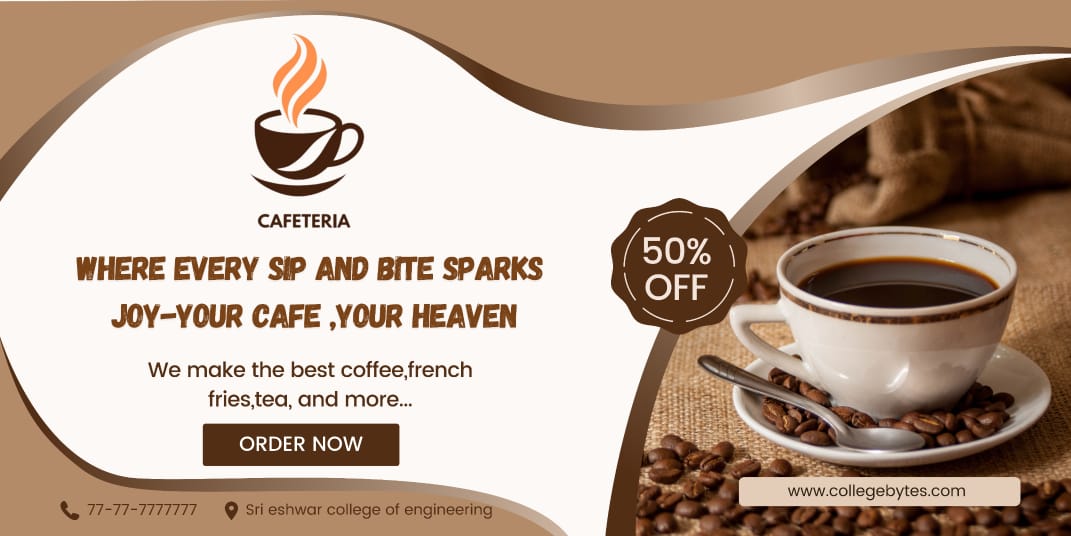 CAFETERIA
WHERE EVERY SIP AND BITE SPARKS
JOY-YOUR CAFE ,YOUR HEAVEN
We make the best coffee,french
fries,tea, and more...
ORDER NOW
77-77-7777777
Sri eshwar college of engineering
50%
OFF
www.collegebytes.com